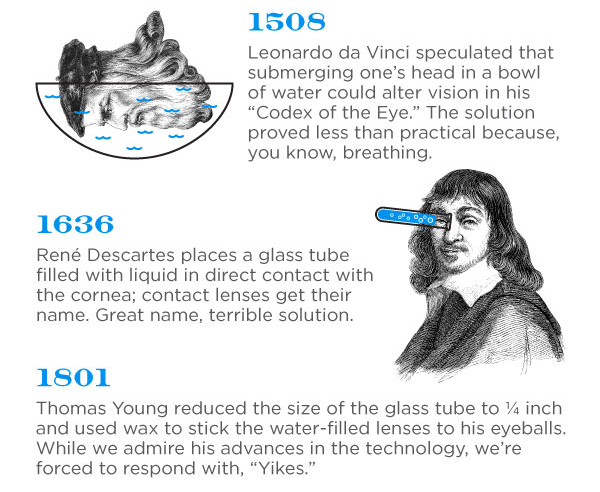 1508
Leonardo da Vinci speculated that
submerging one’s head in a bowl
of water could alter vision in his
“Codex of the Eye.” The solution
proved less than practical because,
you know, breathing.
1636
René Descartes places a glass tube
filled with liquid in direct contact with
the cornea; contact lenses get their
name. Great name, terrible solution.
1801
Thomas Young reduced the size of the glass tube to ¼ inch
and used wax to stick the water-filled lenses to his eyeballs.
While we admire his advances in the technology, we’re
forced to respond with, “Yikes.”